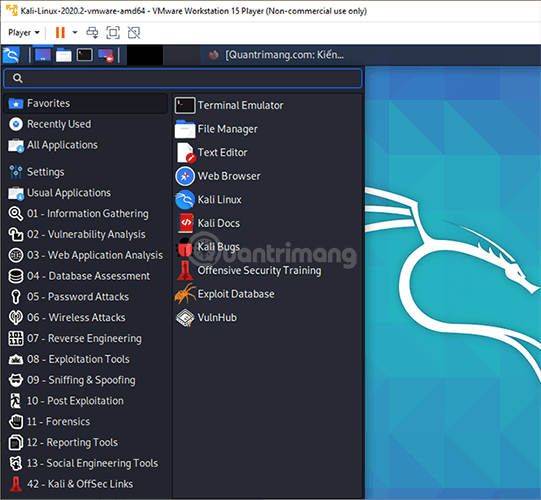 Kali-Linux-2020.2-vmware-amd64 - VMware Workstation 15 Player (Non-commercial use only)
Player
[Quantrimang.com: Kiến...
Favorites
Recently Used
All Applications
Settings
Usual Applications
01 - Information Gathering
02 - Vulnerability Analysis
03 - Web Application Analysis
04 - Database Assessment
05 - Password Attacks
06 - Wireless Attacks
07 - Reverse Engineering
08 - Exploitation Tools
09 - Sniffing & Spoofing
10 - Post Exploitation
11 - Forensics
12 - Reporting Tools
13 - Social Engineering Tools
42 - Kali & OffSec Links
Terminal Emulator
File Manager
Text Editor
Web Browser
Kali Linux
Kali Docs
Kali Bugs
Offensive Security Training
Exploit Database
VulnHub
Quantrimang